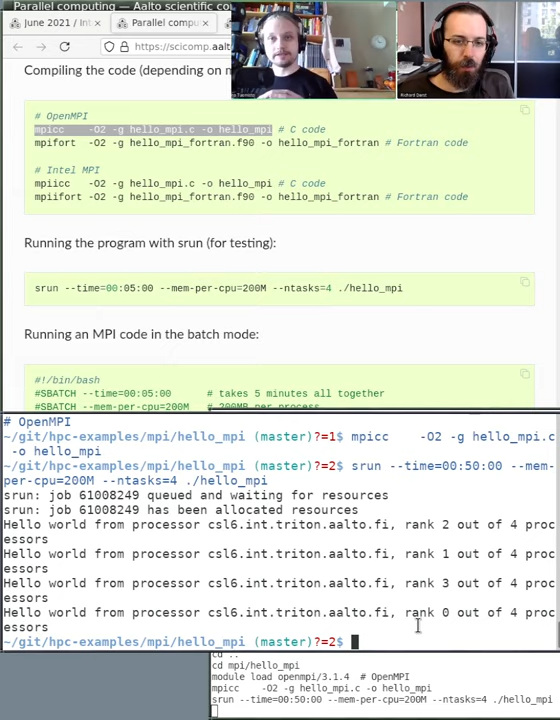 Parallel computing — Aalto scientific co
June 2021 / Int
Parallel compu
https://scicomp.aalt
Compiling the code (depending on m
# OpenMPI
mpicc -O2 -g hello_mpi.c -o hello_mpi # C code
mpifort -O2 -g hello_mpi_fortran.f90 -o hello_mpi_fortran # Fortran code
# Intel MPI
mpiicc -O2 -g hello_mpi.c -o hello_mpi # C code
mpiifort -O2 -g hello_mpi_fortran.f90 -o hello_mpi_fortran # Fortran code
Running the program with srun (for testing):
srun --time=00:05:00 --mem-per-cpu=200M --ntasks=4 ./hello_mpi
Running an MPI code in the batch mode:
#!/bin/bash
#SBATCH --time=00:05:00 # takes 5 minutes all together
#SBATCH --mem-per-cpu=200M # 200MB per process
# OpenMPI
~/git/hpc-examples/mpi/hello_mpi (master)?=1$ mpicc -O2 -g hello_mpi.c
-o hello_mpi
~/git/hpc-examples/mpi/hello_mpi (master)?=2$ srun --time=00:50:00 --mem-
per-cpu=200M --ntasks=4 ./hello_mpi
srun: job 61008249 queued and waiting for resources
srun: job 61008249 has been allocated resources
Hello world from processor csl6.int.triton.aalto.fi, rank 2 out of 4 proc
essors
Hello world from processor csl6.int.triton.aalto.fi, rank 1 out of 4 proc
essors
Hello world from processor csl6.int.triton.aalto.fi, rank 3 out of 4 proc
essors
Hello world from processor csl6.int.triton.aalto.fi, rank 0 out of 4 proc
essors
~/git/hpc-examples/mpi/hello_mpi (master)?=2$
cd ..
cd mpi/hello_mpi
module load openmpi/3.1.4 # OpenMPI
mpicc -O2 -g hello_mpi.c -o hello_mpi
srun --time=00:50:00 --mem-per-cpu=200M --ntasks=4 ./hello_mpi